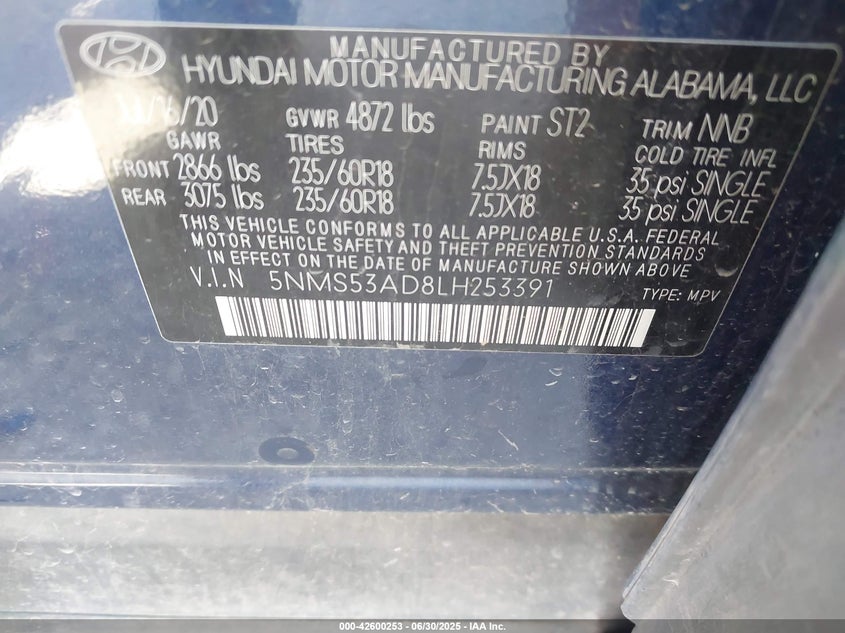 MANUFACTURED BY
HYUNDAI MOTOR MANUFACTURING ALABAMA, LLC
GVWR 4872 lbs PAINT ST2 TRIM NNB
GAWR TIRES RIMS COLD TIRE INFL
FRONT 2866 lbs 235/60R18 7.5JX18 35 psi SINGLE
REAR 3075 lbs 235/60R18 7.5JX18 35 psi SINGLE
THIS VEHICLE CONFORMS TO ALL APPLICABLE U.S.A. FEDERAL
MOTOR VEHICLE SAFETY AND THEFT PREVENTION STANDARDS
IN EFFECT ON THE DATE OF MANUFACTURE SHOWN ABOVE
V.I.N 5NMS53AD8LH253391 TYPE: MPV
000-42600253 - 06/30/2025 - IAA Inc.